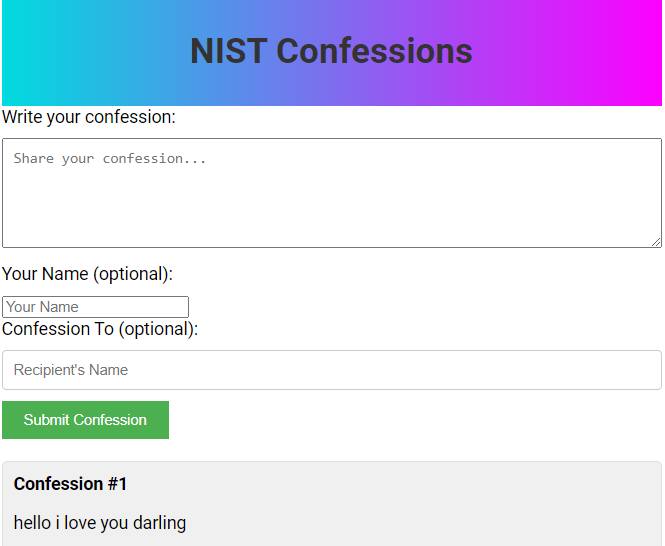 NIST Confessions
Write your confession:
Share your confession...
Your Name (optional):
Your Name
Confession To (optional):
Recipient's Name
Submit Confession
Confession #1
hello i love you darling